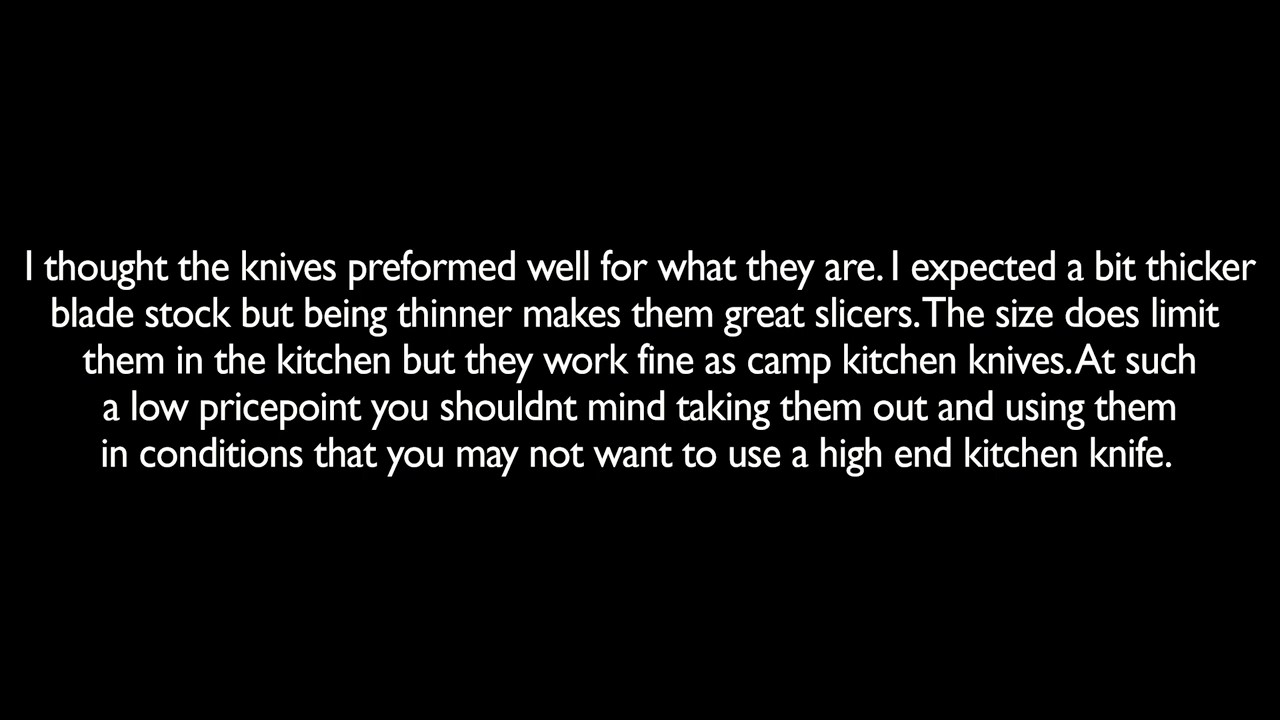 I thought the knives preformed well for what they are. I expected a bit thicker
blade stock but being thinner makes them great slicers. The size does limit
them in the kitchen but they work fine as camp kitchen knives. At such
a low pricepoint you shouldnt mind taking them out and using them
in conditions that you may not want to use a high end kitchen knife.